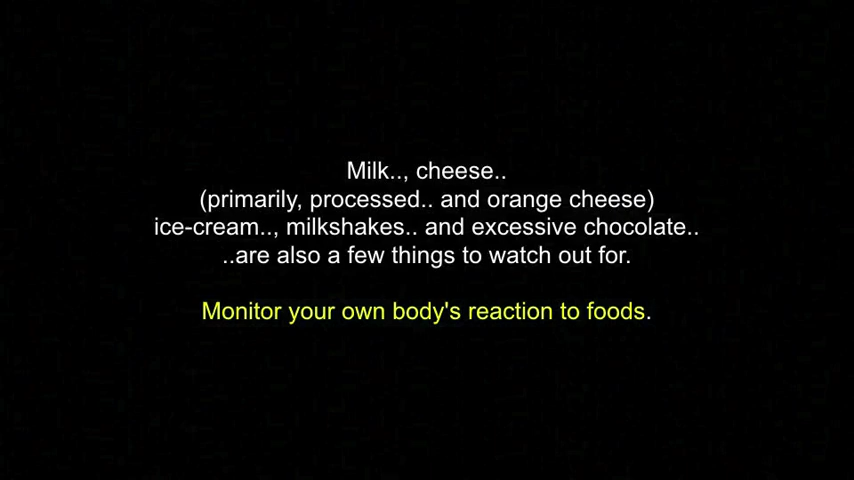 Milk.., cheese..
(primarily, processed.. and orange cheese)
ice-cream.., milkshakes.. and excessive chocolate..
..are also a few things to watch out for.
Monitor your own body's reaction to foods.